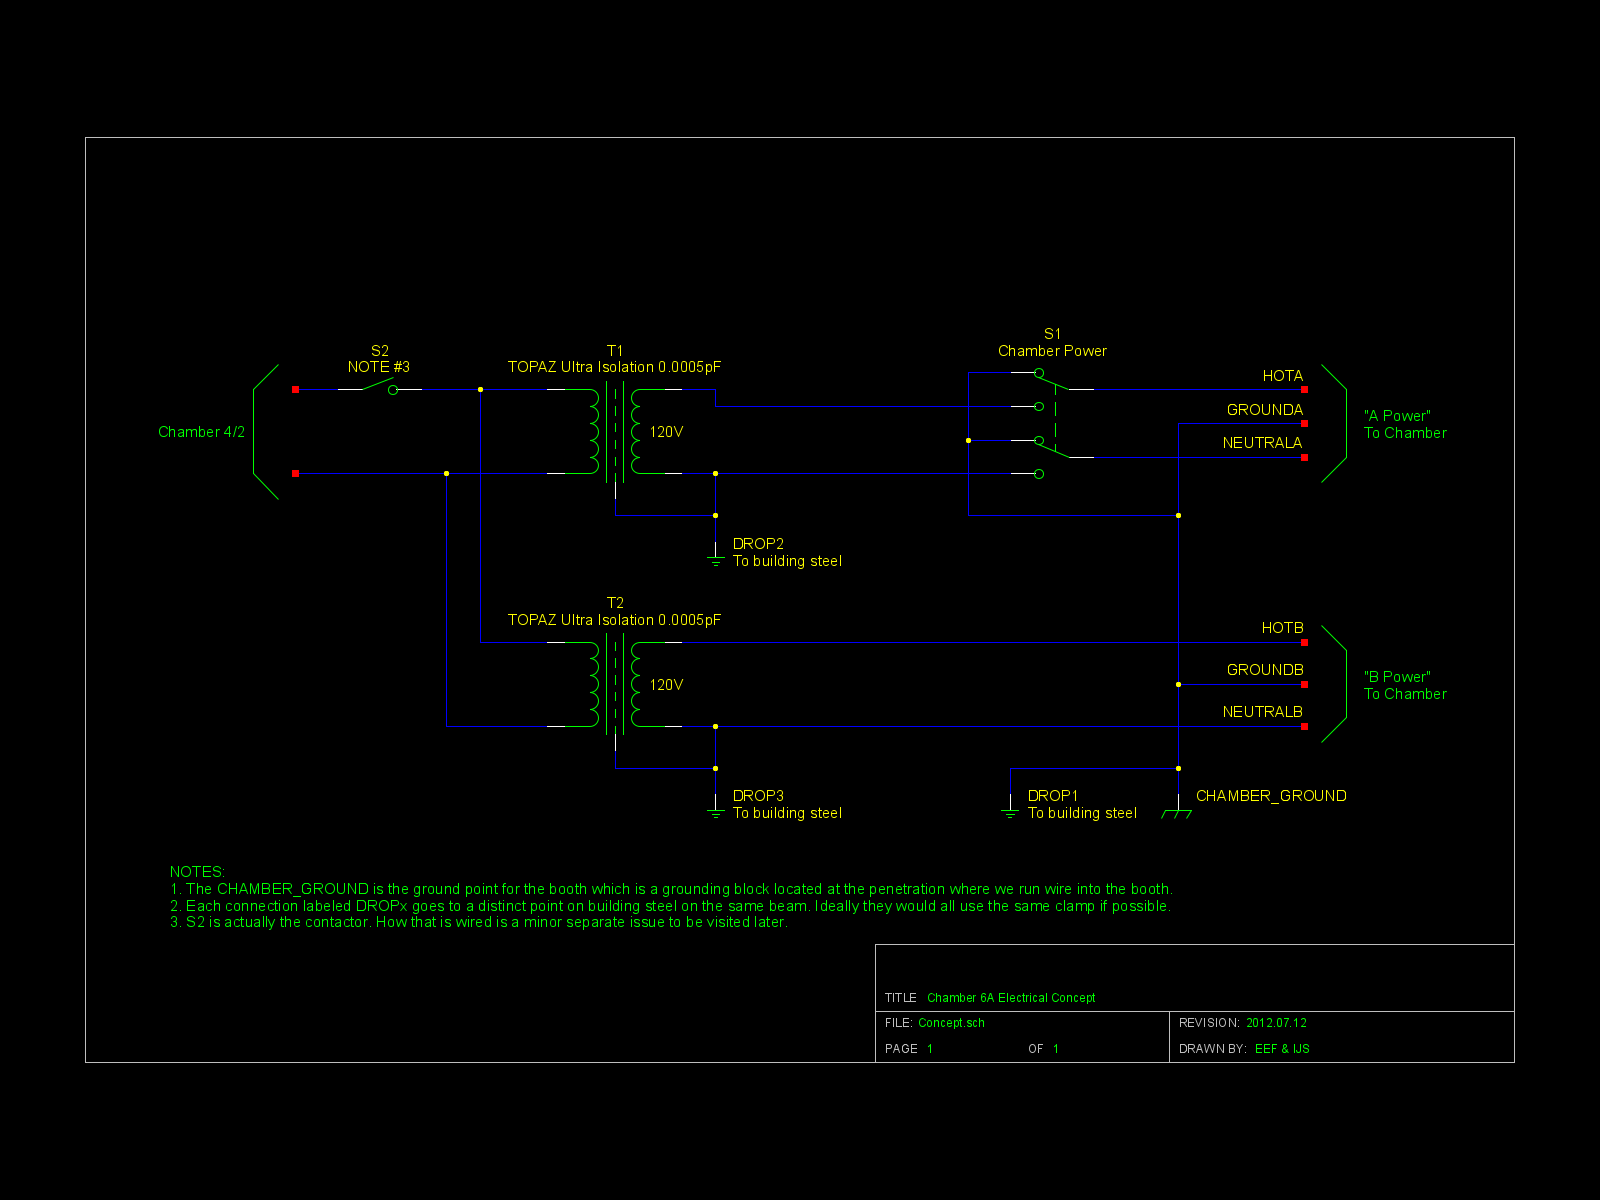 S1
Chamber Power
S2
NOTE #3
T1
TOPAZ Ultra Isolation 0.0005pF
HOTA
GROUNDA
"A Power"
To Chamber
Chamber 4/2
120V
NEUTRALA
DROP2
To building steel
T2
TOPAZ Ultra Isolation 0.0005pF
HOTB
GROUNDB
"B Power"
To Chamber
120V
NEUTRALB
DROP3
To building steel
DROP1
To building steel
CHAMBER_GROUND
NOTES:
1. The CHAMBER_GROUND is the ground point for the booth which is a grounding block located at the penetration where we run wire into the booth.
2. Each connection labeled DROPx goes to a distinct point on building steel on the same beam. Ideally they would all use the same clamp if possible.
3. S2 is actually the contactor. How that is wired is a minor separate issue to be visited later.
TITLE Chamber 6A Electrical Concept
FILE: Concept.sch
REVISION: 2012.07.12
PAGE 1 OF 1
DRAWN BY: EEF & IJS